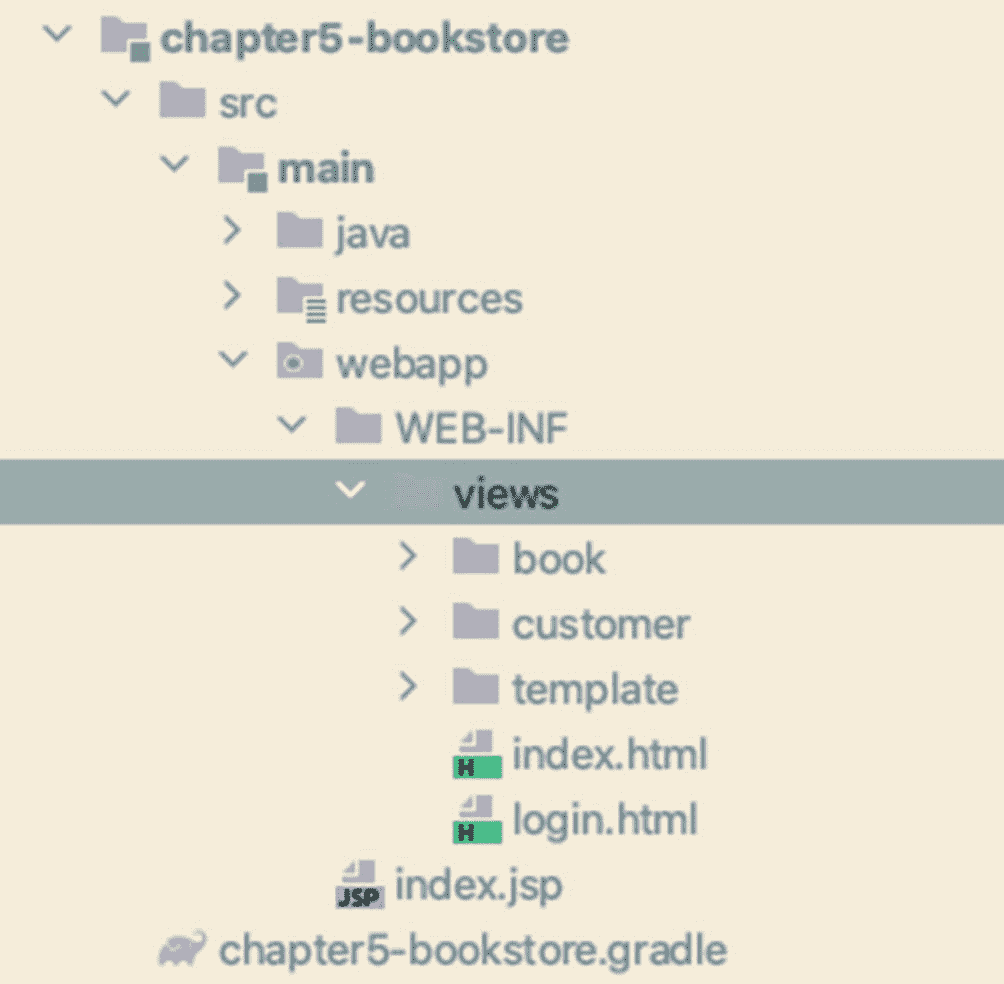 chapter5-bookstore
src
main
java
resources
webapp
WEB-INF
views
book
customer
template
H index.html
H login.html
JSP index.jsp
chapter5-bookstore.gradle